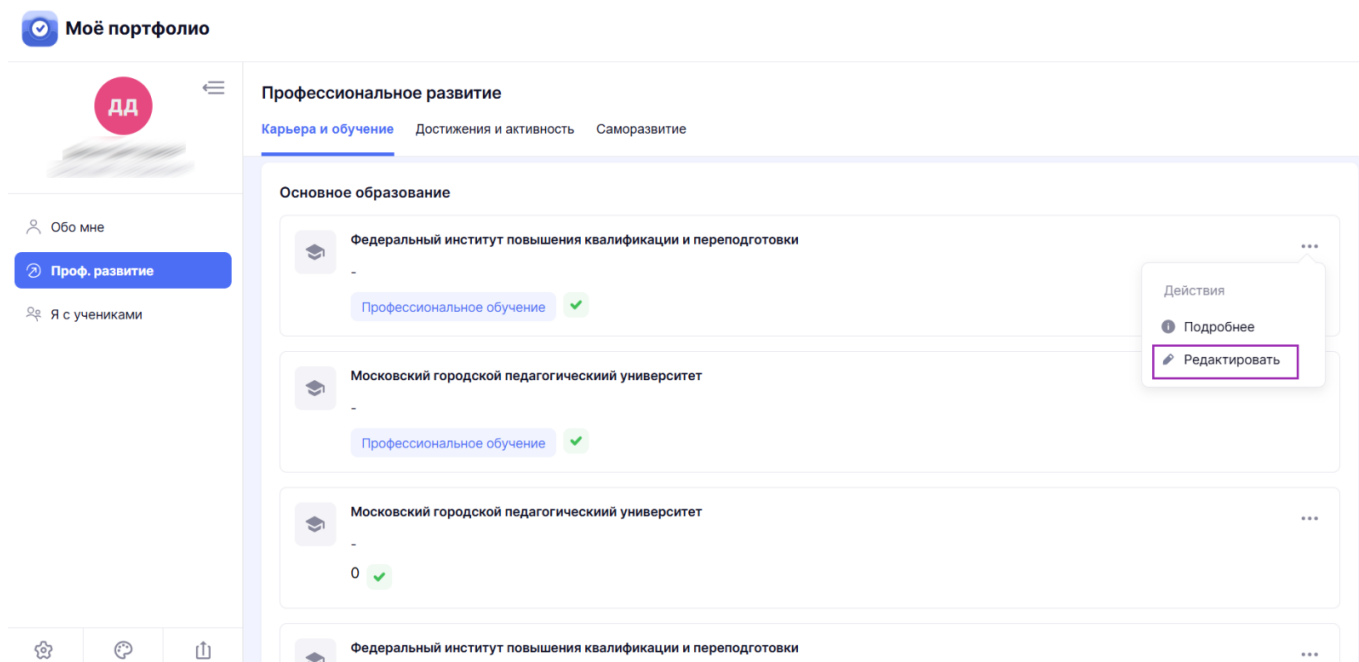 Моё портфолио
ДД
Обо мне
Проф. развитие
Я с учениками
Профессиональное развитие
Карьера и обучение Достижения и активность Саморазвитие
Основное образование
Федеральный институт повышения квалификации и переподготовки
-
Профессиональное обучение
Действия
Подробнее
Редактировать
Московский городской педагогическиий университет
-
Профессиональное обучение
Московский городской педагогическиий университет
-
0
Федеральный институт повышения квалификации и переподготовки